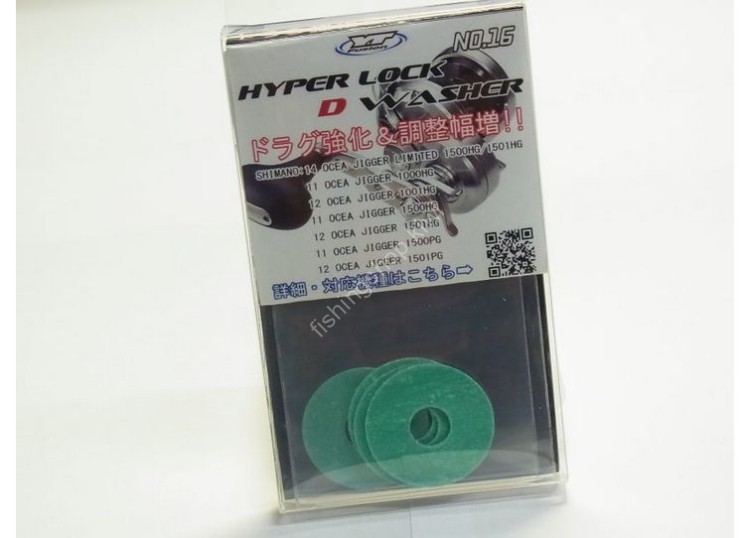 YT
FUSION
NO.16
HYPER LOCK
D WASHER
ドラグ強化＆調整幅増!!
SHIMANO:14 OCEA JIGGER LIMITED 1500HG/1501HG
11 OCEA JIGGER 1000HG
12 OCEA JIGGER 1001HG
11 OCEA JIGGER 1500HG
12 OCEA JIGGER 1501HG
11 OCEA JIGGER 1500PG
12 OCEA JIGGER 1501PG
詳細・対応機種はこちら➡